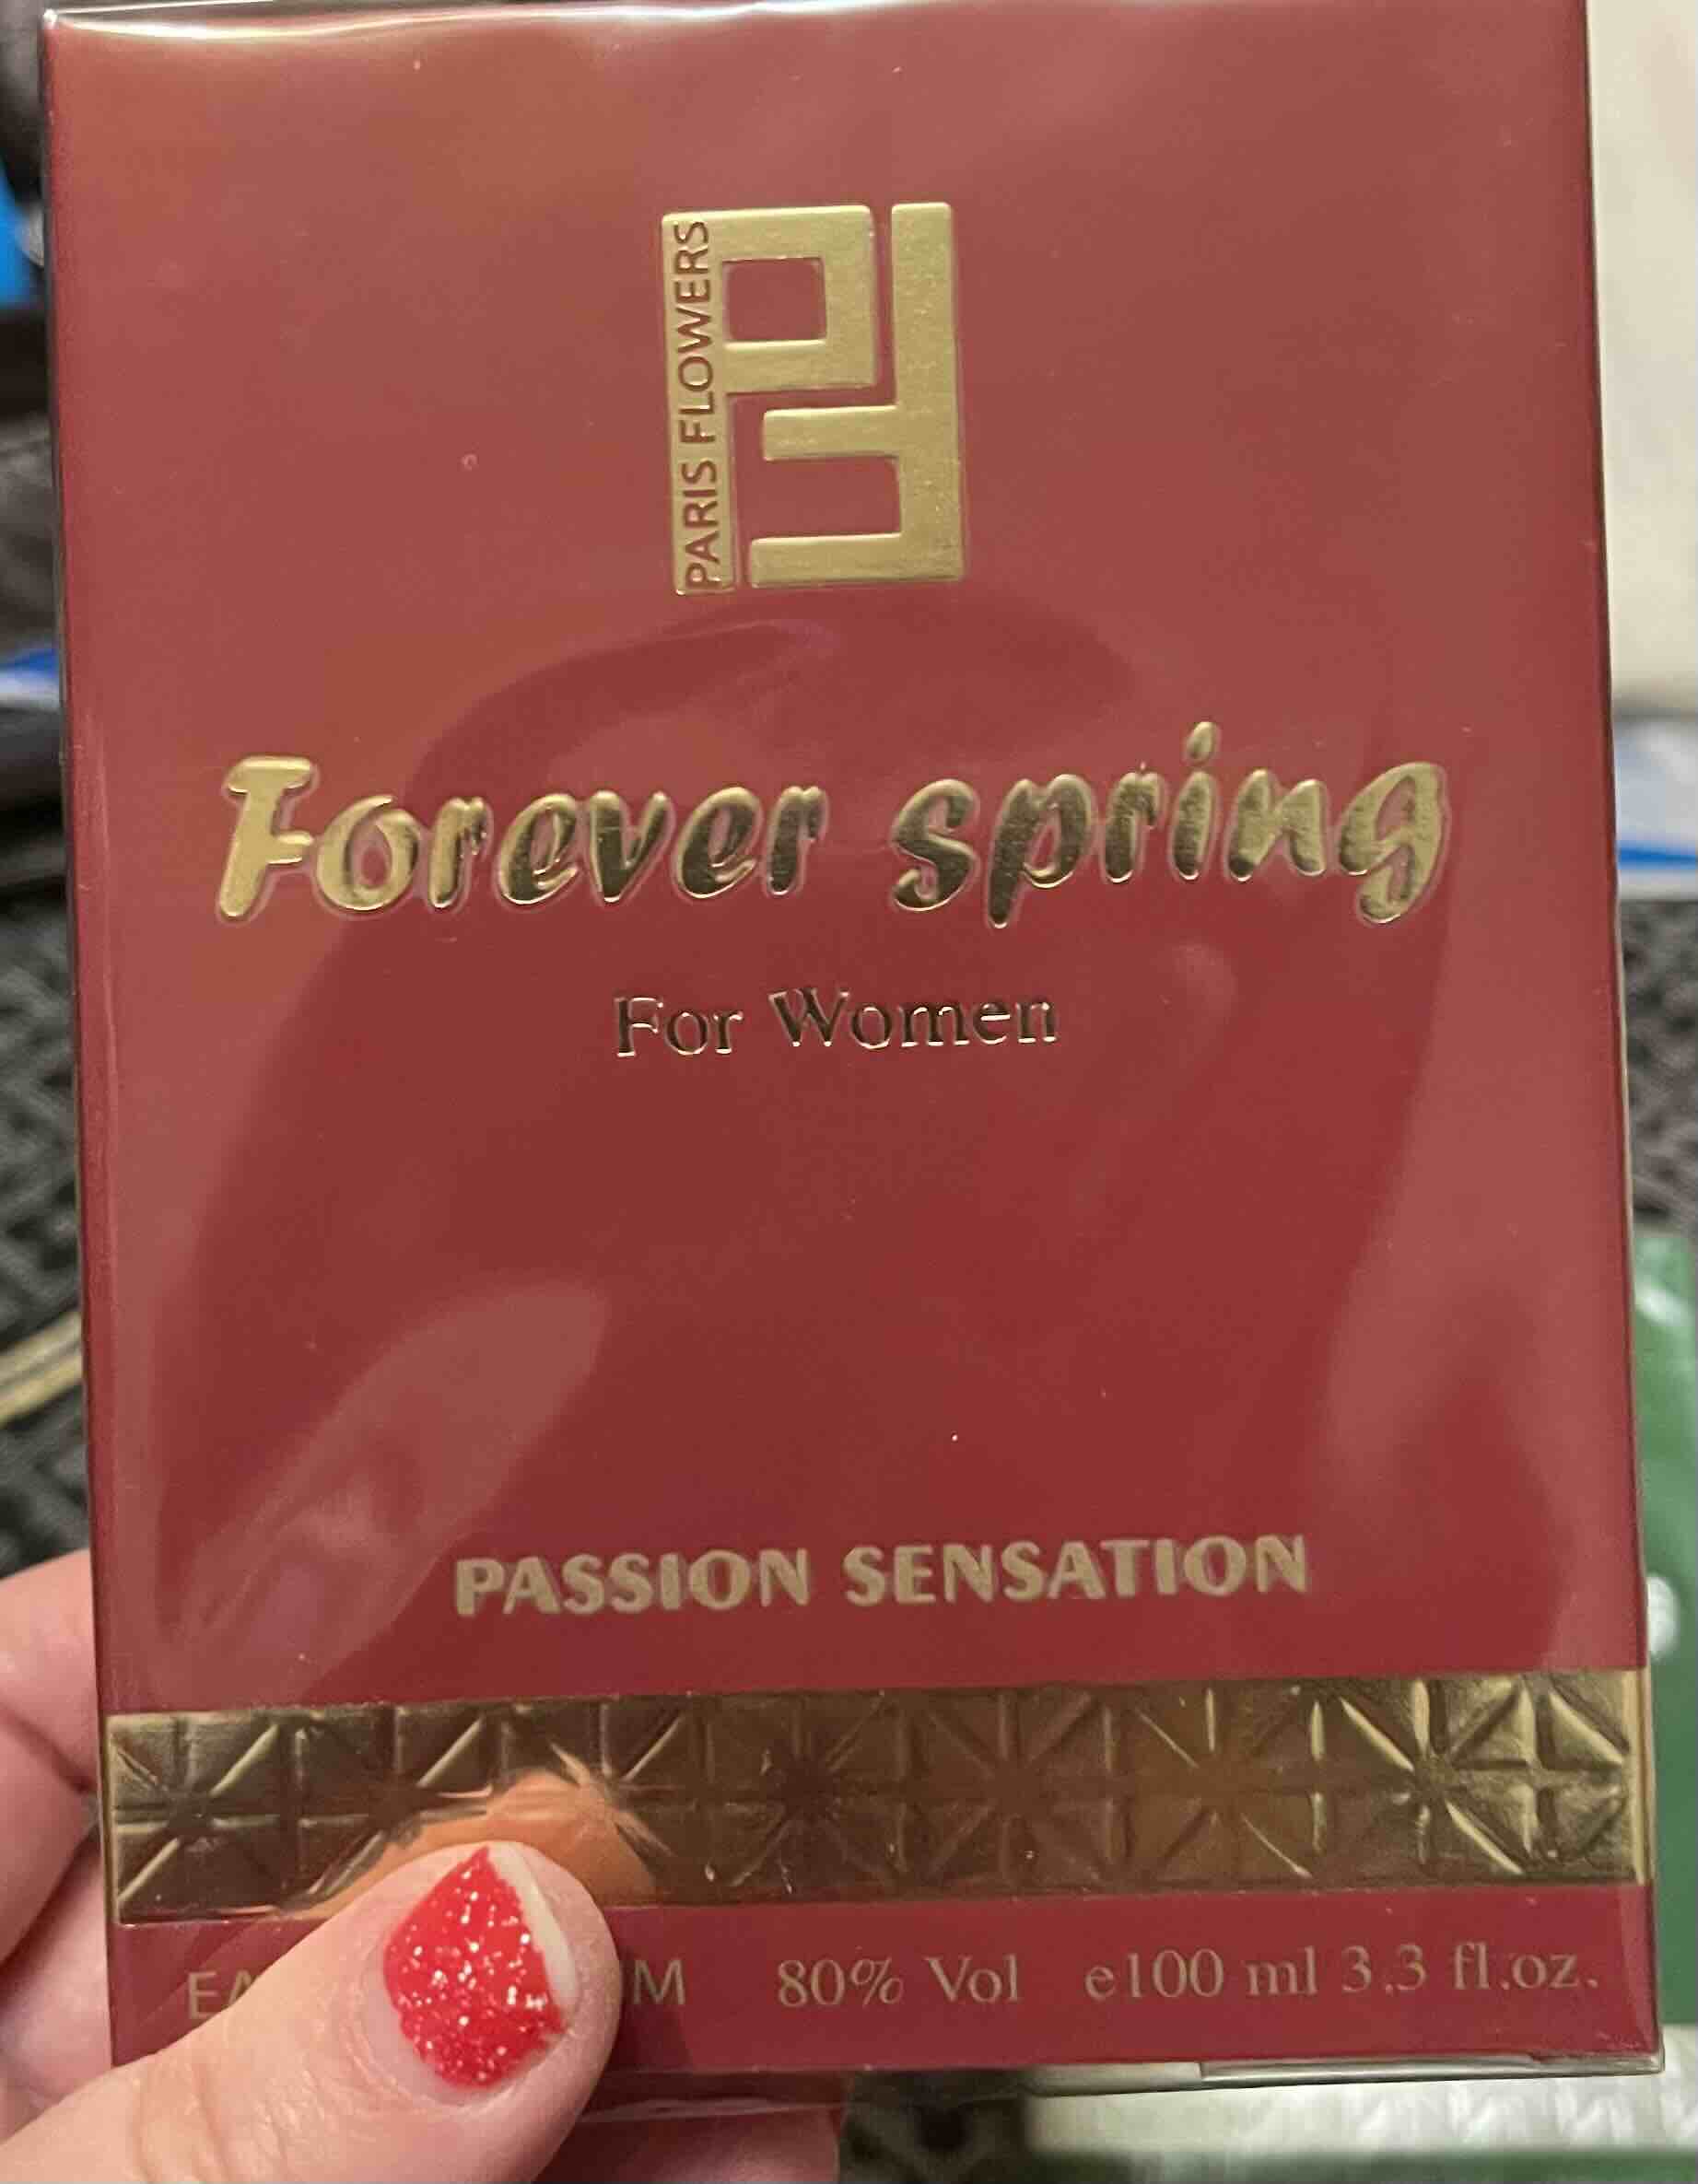 PARIS FLOWERS
Forever spring
For Women
PASSION SENSATION
80% Vol e100 ml 3.3 fl.oz.